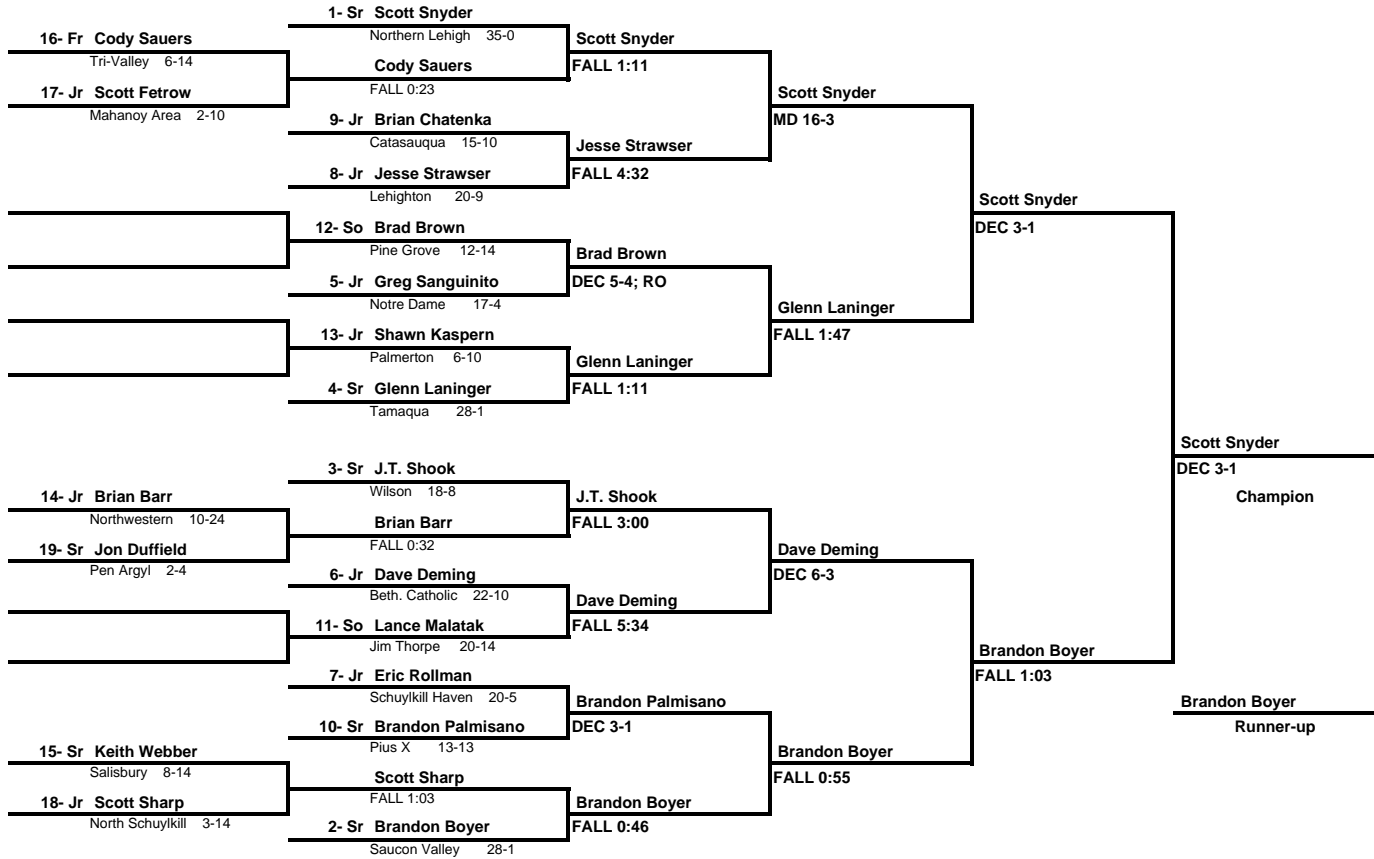 1- Sr Scott Snyder
Northern Lehigh 35-0
16- Fr Cody Sauers
Scott Snyder
Tri-Valley 6-14
Cody Sauers
FALL 1:11
FALL 0:23
17- Jr Scott Fetrow
Scott Snyder
Mahanoy Area 2-10
9- Jr Brian Chatenka
MD 16-3
Catasauqua 15-10
Jesse Strawser
8- Jr Jesse Strawser
FALL 4:32
Lehighton 20-9
Scott Snyder
12- So Brad Brown
DEC 3-1
Pine Grove 12-14
Brad Brown
5- Jr Greg Sanguinito
DEC 5-4; RO
Notre Dame 17-4
Glenn Laninger
13- Jr Shawn Kaspern
FALL 1:47
Palmerton 6-10
Glenn Laninger
4- Sr Glenn Laninger
FALL 1:11
Tamaqua 28-1
Scott Snyder
3- Sr J.T. Shook
DEC 3-1
Wilson 18-8
14- Jr Brian Barr
J.T. Shook
Champion
Northwestern 10-24
Brian Barr
FALL 3:00
FALL 0:32
19- Sr Jon Duffield
Dave Deming
Pen Argyl 2-4
6- Jr Dave Deming
DEC 6-3
Beth. Catholic 22-10
Dave Deming
11- So Lance Malatak
FALL 5:34
Jim Thorpe 20-14
Brandon Boyer
7- Jr Eric Rollman
FALL 1:03
Schuylkill Haven 20-5
Brandon Palmisano
Brandon Boyer
10- Sr Brandon Palmisano
DEC 3-1
Runner-up
Pius X 13-13
15- Sr Keith Webber
Brandon Boyer
Salisbury 8-14
Scott Sharp
FALL 0:55
FALL 1:03
18- Jr Scott Sharp
Brandon Boyer
North Schuylkill 3-14
2- Sr Brandon Boyer
FALL 0:46
Saucon Valley 28-1